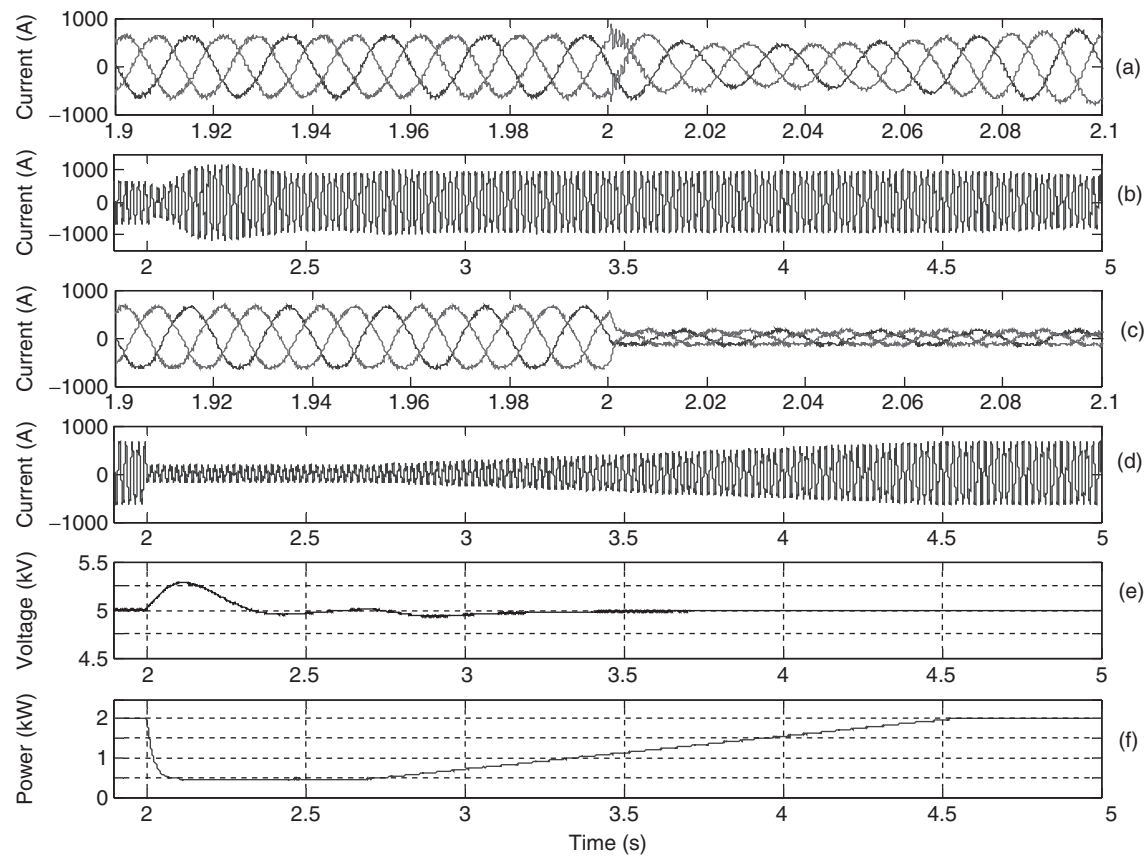 Current (A)
1000
0
−1000
1.9 1.92 1.94 1.96 1.98 2 2.02 2.04 2.06 2.08 2.1
(a)
Current (A)
1000
0
−1000
2 2.5 3 3.5 4 4.5 5
(b)
Current (A)
1000
0
−1000
1.9 1.92 1.94 1.96 1.98 2 2.02 2.04 2.06 2.08 2.1
(c)
Current (A)
1000
0
−1000
2 2.5 3 3.5 4 4.5 5
(d)
Voltage (kV)
5.5
5
4.5
2 2.5 3 3.5 4 4.5 5
(e)
Power (kW)
2
1
0
2 2.5 3 3.5 4 4.5 5
(f)
Time (s)